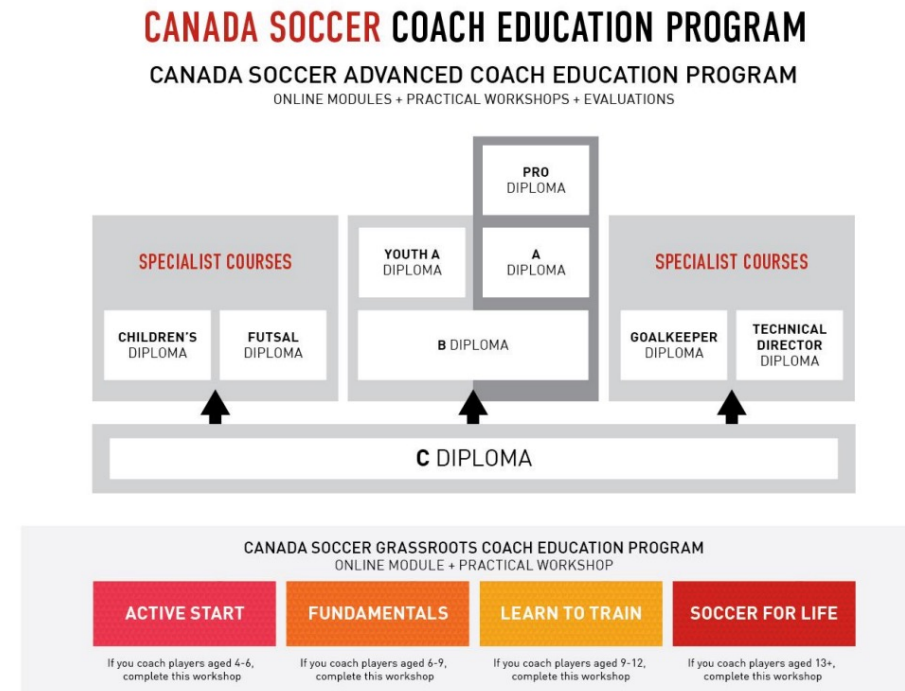 CANADA SOCCER COACH EDUCATION PROGRAM
CANADA SOCCER ADVANCED COACH EDUCATION PROGRAM
ONLINE MODULES + PRACTICAL WORKSHOPS + EVALUATIONS
PRO
DIPLOMA
SPECIALIST COURSES
CHILDREN'S
DIPLOMA
FUTSAL
DIPLOMA
YOUTH A
DIPLOMA
A
DIPLOMA
B DIPLOMA
SPECIALIST COURSES
GOALKEEPER
DIPLOMA
TECHNICAL
DIRECTOR
DIPLOMA
C DIPLOMA
CANADA SOCCER GRASSROOTS COACH EDUCATION PROGRAM
ONLINE MODULE + PRACTICAL WORKSHOP
ACTIVE START
If you coach players aged 4-6,
complete this workshop
FUNDAMENTALS
If you coach players aged 6-9,
complete this workshop
LEARN TO TRAIN
If you coach players aged 9-12,
complete this workshop
SOCCER FOR LIFE
If you coach players aged 13+,
complete this workshop